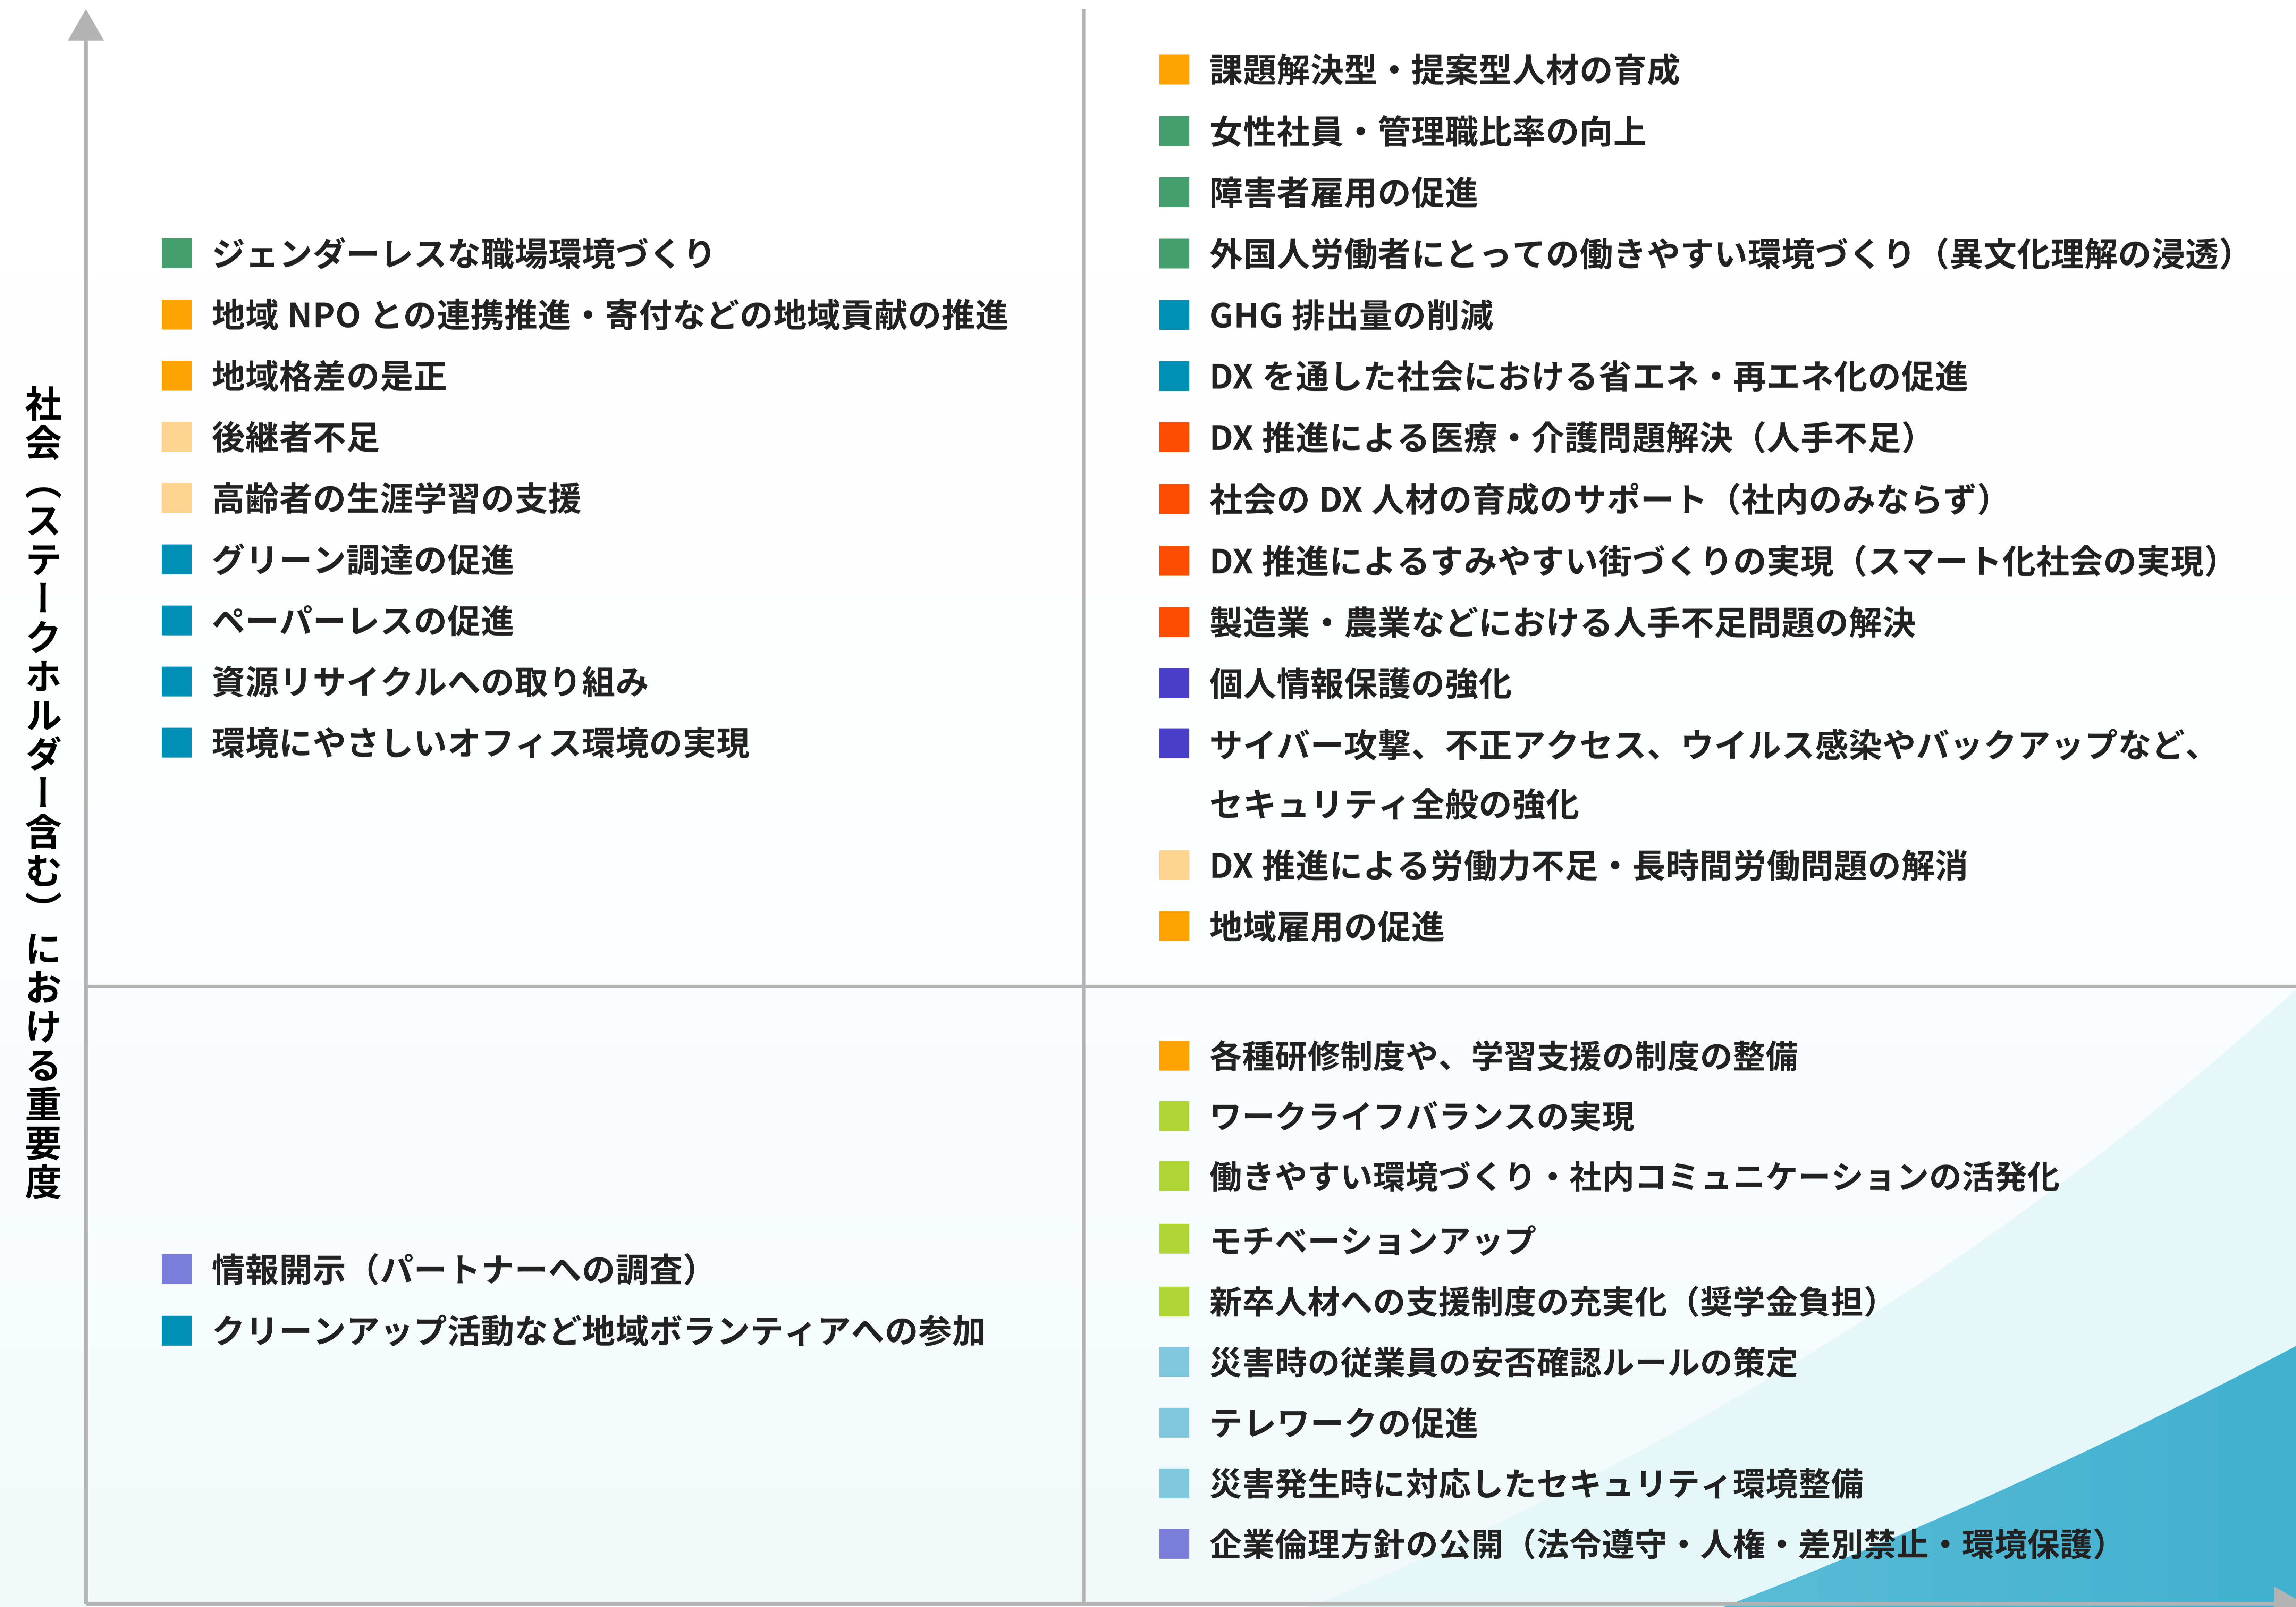 社会（ステークホルダー含む）における重要度
ジェンダーレスな職場環境づくり
地域 NPO との連携推進・寄付などの地域貢献の推進
地域格差の是正
後継者不足
高齢者の生涯学習の支援
グリーン調達の促進
ペーパーレスの促進
資源リサイクルへの取り組み
環境にやさしいオフィス環境の実現
課題解決型・提案型人材の育成
女性社員・管理職比率の向上
障害者雇用の促進
外国人労働者にとっての働きやすい環境づくり（異文化理解の浸透）
GHG 排出量の削減
DX を通した社会における省エネ・再エネ化の促進
DX 推進による医療・介護問題解決（人手不足）
社会の DX 人材の育成のサポート（社内のみならず）
DX 推進によるすみやすい街づくりの実現（スマート化社会の実現）
製造業・農業などにおける人手不足問題の解決
個人情報保護の強化
サイバー攻撃、不正アクセス、ウイルス感染やバックアップなど、
セキュリティ全般の強化
DX 推進による労働力不足・長時間労働問題の解消
地域雇用の促進
情報開示（パートナーへの調査）
クリーンアップ活動など地域ボランティアへの参加
各種研修制度や、学習支援の制度の整備
ワークライフバランスの実現
働きやすい環境づくり・社内コミュニケーションの活発化
モチベーションアップ
新卒人材への支援制度の充実化（奨学金負担）
災害時の従業員の安否確認ルールの策定
テレワークの促進
災害発生時に対応したセキュリティ環境整備
企業倫理方針の公開（法令遵守・人権・差別禁止・環境保護）